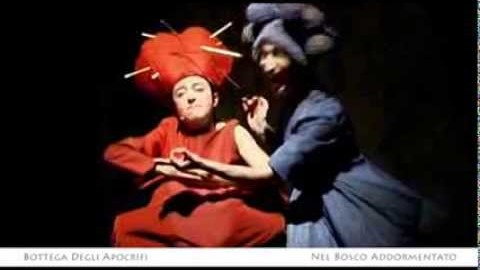 Bottega Degli Apocrifi
Nel Bosco Addormentato